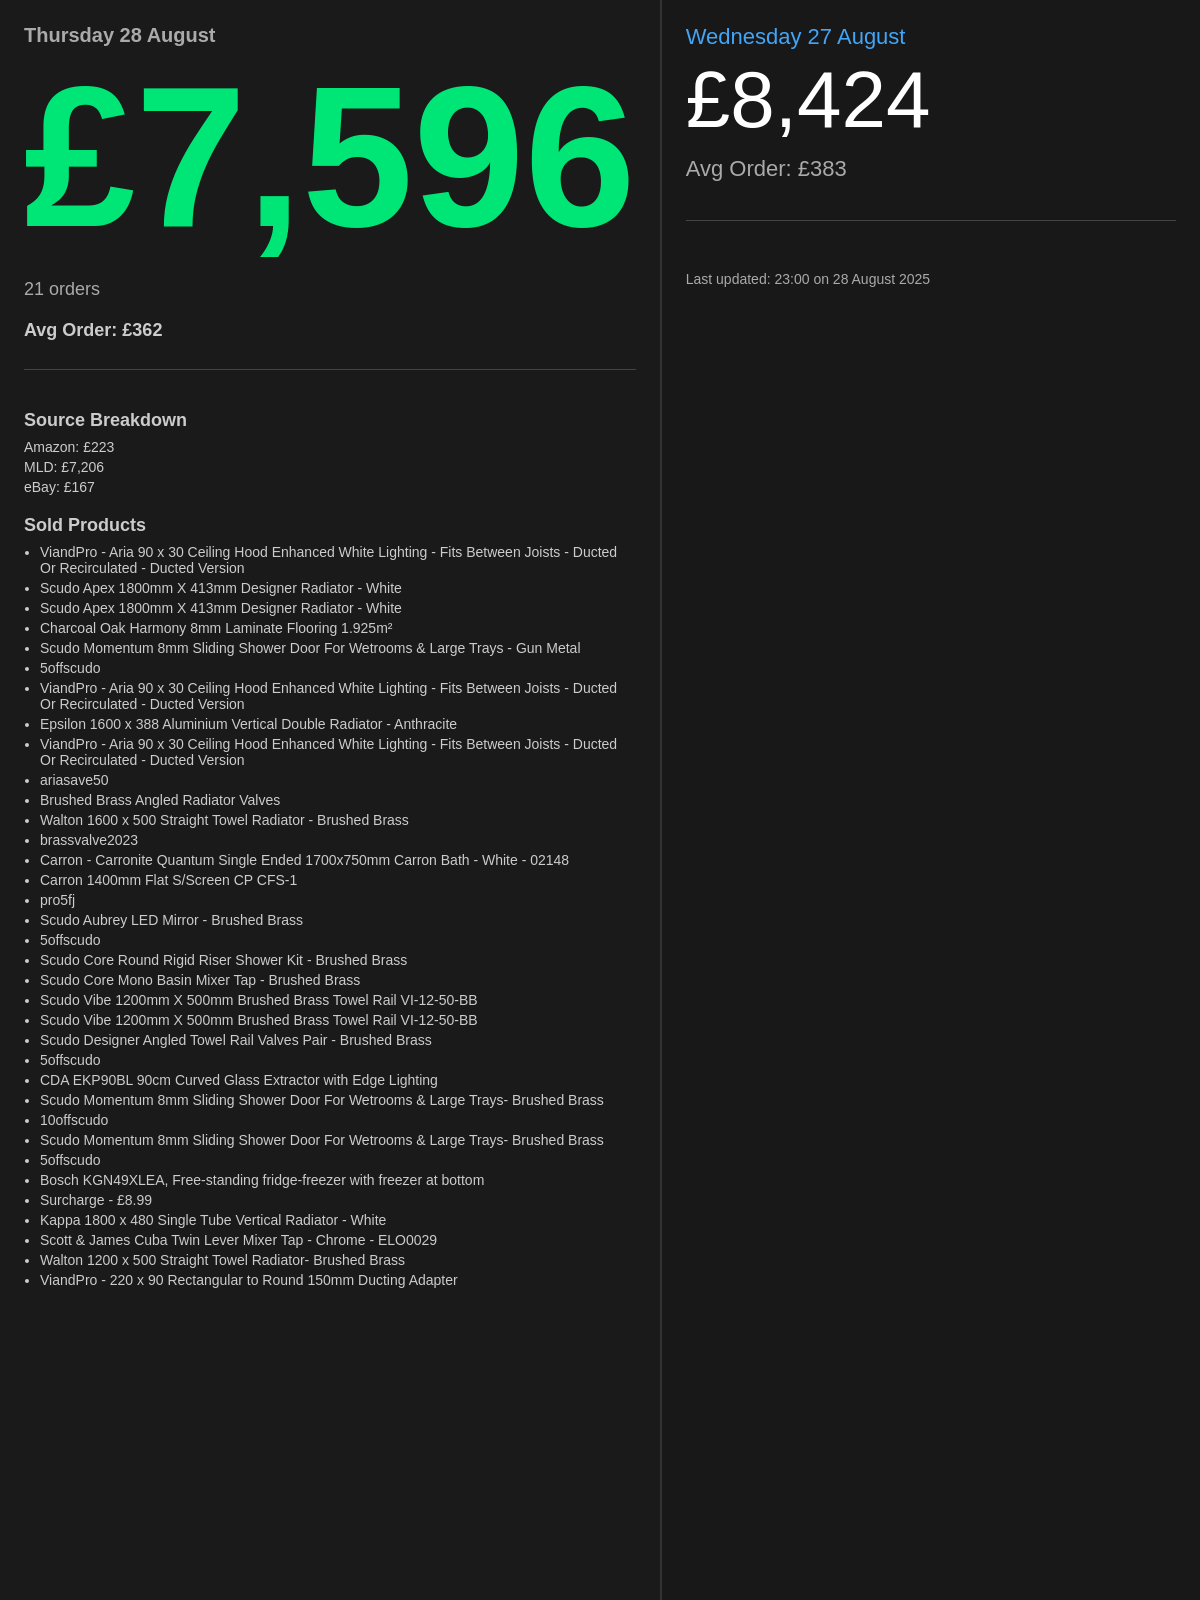 Thursday 28 August
£7,596
21 orders
Avg Order: £362
Source Breakdown
Amazon: £223
MLD: £7,206
eBay: £167
Sold Products
• ViandPro - Aria 90 x 30 Ceiling Hood Enhanced White Lighting - Fits Between Joists - Ducted
Or Recirculated - Ducted Version
• Scudo Apex 1800mm X 413mm Designer Radiator - White
• Scudo Apex 1800mm X 413mm Designer Radiator - White
• Charcoal Oak Harmony 8mm Laminate Flooring 1.925m²
• Scudo Momentum 8mm Sliding Shower Door For Wetrooms & Large Trays - Gun Metal
• 5offscudo
• ViandPro - Aria 90 x 30 Ceiling Hood Enhanced White Lighting - Fits Between Joists - Ducted
Or Recirculated - Ducted Version
• Epsilon 1600 x 388 Aluminium Vertical Double Radiator - Anthracite
• ViandPro - Aria 90 x 30 Ceiling Hood Enhanced White Lighting - Fits Between Joists - Ducted
Or Recirculated - Ducted Version
• ariasave50
• Brushed Brass Angled Radiator Valves
• Walton 1600 x 500 Straight Towel Radiator - Brushed Brass
• brassvalve2023
• Carron - Carronite Quantum Single Ended 1700x750mm Carron Bath - White - 02148
• Carron 1400mm Flat S/Screen CP CFS-1
• pro5fj
• Scudo Aubrey LED Mirror - Brushed Brass
• 5offscudo
• Scudo Core Round Rigid Riser Shower Kit - Brushed Brass
• Scudo Core Mono Basin Mixer Tap - Brushed Brass
• Scudo Vibe 1200mm X 500mm Brushed Brass Towel Rail VI-12-50-BB
• Scudo Vibe 1200mm X 500mm Brushed Brass Towel Rail VI-12-50-BB
• Scudo Designer Angled Towel Rail Valves Pair - Brushed Brass
• 5offscudo
• CDA EKP90BL 90cm Curved Glass Extractor with Edge Lighting
• Scudo Momentum 8mm Sliding Shower Door For Wetrooms & Large Trays- Brushed Brass
• 10offscudo
• Scudo Momentum 8mm Sliding Shower Door For Wetrooms & Large Trays- Brushed Brass
• 5offscudo
• Bosch KGN49XLEA, Free-standing fridge-freezer with freezer at bottom
• Surcharge - £8.99
• Kappa 1800 x 480 Single Tube Vertical Radiator - White
• Scott & James Cuba Twin Lever Mixer Tap - Chrome - ELO0029
• Walton 1200 x 500 Straight Towel Radiator- Brushed Brass
• ViandPro - 220 x 90 Rectangular to Round 150mm Ducting Adapter
Wednesday 27 August
£8,424
Avg Order: £383
Last updated: 23:00 on 28 August 2025